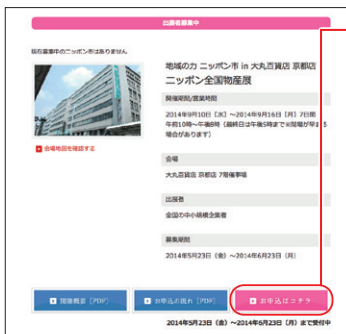 出展者募集中
現在募集中のニッポン市はありません
地域の力 ニッポン市 in 大丸百貨店 京都店
ニッポン全国物産展
開催期間/営業時間
2014年9月10日（水）～2014年9月16日（月）7日間
午前10時～午後8時（最終日は午後5時まで※閉場が早まる
場合があります）
会場地図を確認する
会場
大丸百貨店 京都店 7階催事場
出展者
全国の中小規模企業者
募集期間
2014年5月23日（金）～2014年6月23日（月）
開催概要［PDF］
お申込の流れ［PDF］
お申込はコチラ
2014年5月23日（金）～2014年6月23日（月）まで受付中